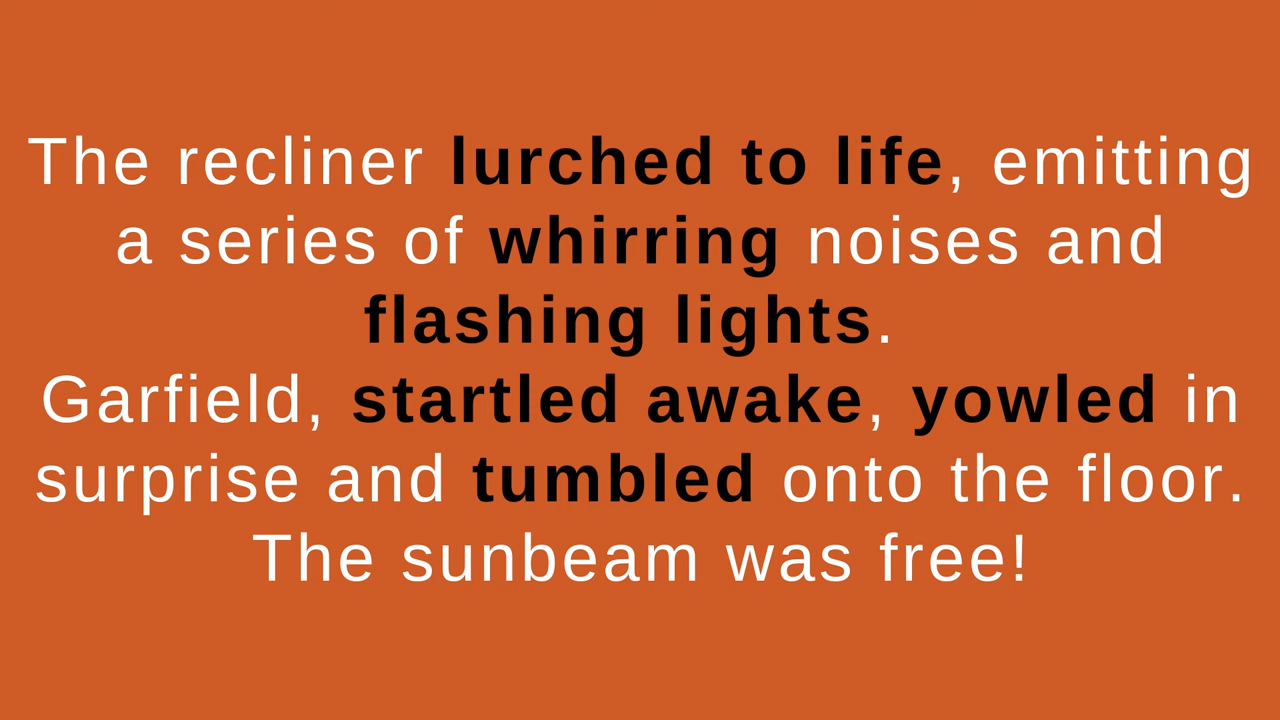 The recliner lurched to life, emitting
a series of whirring noises and
flashing lights.
Garfield, startled awake, yowled in
surprise and tumbled onto the floor.
The sunbeam was free!